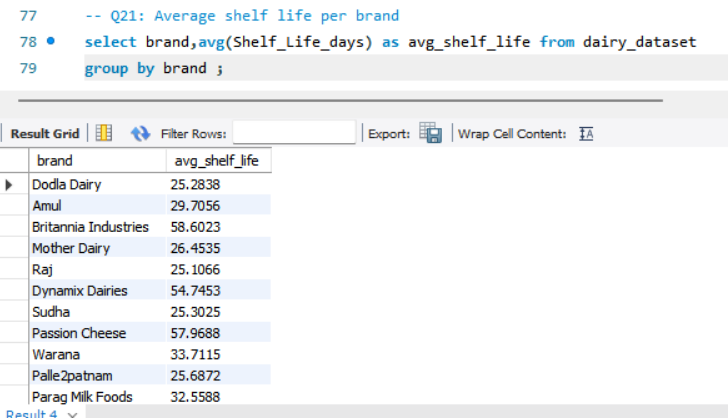 77 -- Q21: Average shelf life per brand
78 select brand,avg(Shelf_Life_days) as avg_shelf_life from dairy_dataset
79 group by brand ;
Result Grid Filter Rows: Export: Wrap Cell Content: IA
brand avg_shelf_life
Dodla Dairy 25.2838
Amul 29.7056
Britannia Industries 58.6023
Mother Dairy 26.4535
Raj 25.1066
Dynamix Dairies 54.7453
Sudha 25.3025
Passion Cheese 57.9688
Warana 33.7115
Palle2patnam 25.6872
Parag Milk Foods 32.5588
Result 4